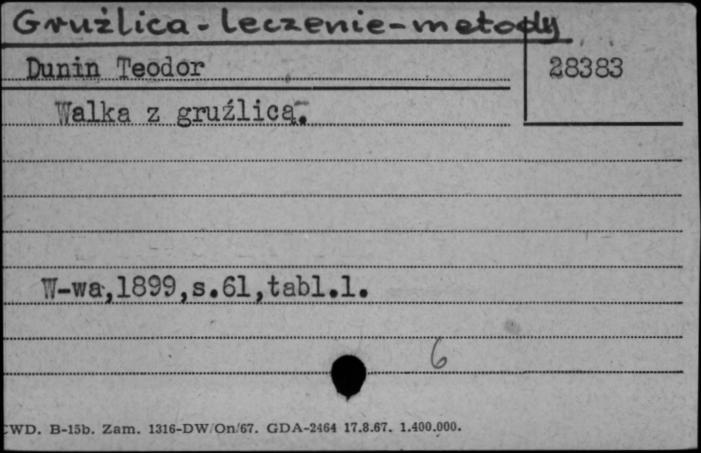 Gruźlica - leczenie - metody
Dunin Teodor 28383
Walka z gruźlicą.
W-wa,1899,s.61,tabl.1.
6
CWD. B-15b. Zam. 1316-DW/On/67. GDA-2464 17.8.67. 1.400.000.